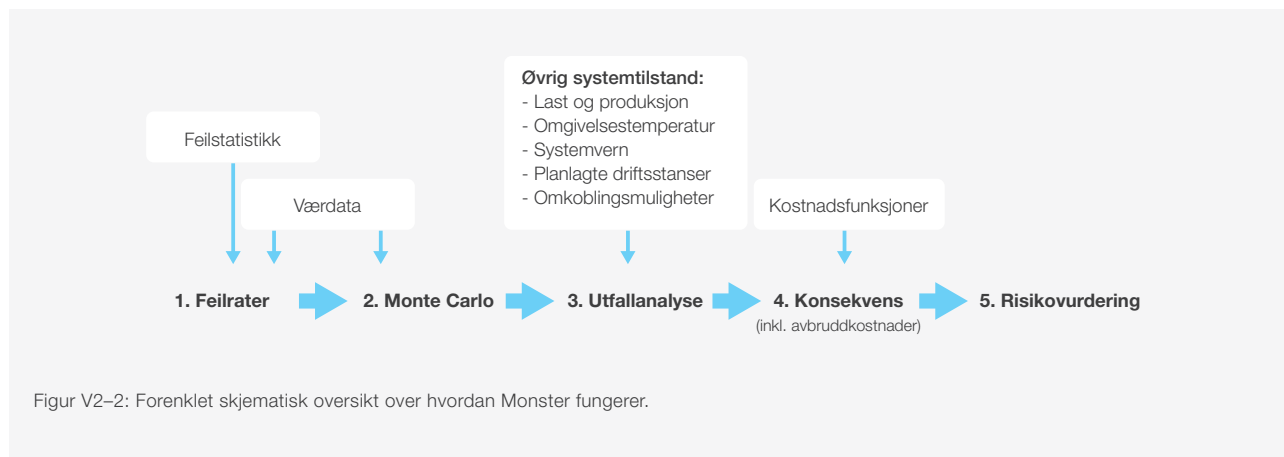 Øvrig systemtilstand:
- Last og produksjon
- Omgivelsestemperatur
- Systemvern
- Planlagte driftsstanser
- Omkoblingsmuligheter
Feilstatistikk
Værdata
Kostnadsfunksjoner
1. Feilrater
2. Monte Carlo
3. Utfallanalyse
4. Konsekvens
(inkl. avbruddkostnader)
5. Risikovurdering
Figur V2–2: Forenklet skjematisk oversikt over hvordan Monster fungerer.